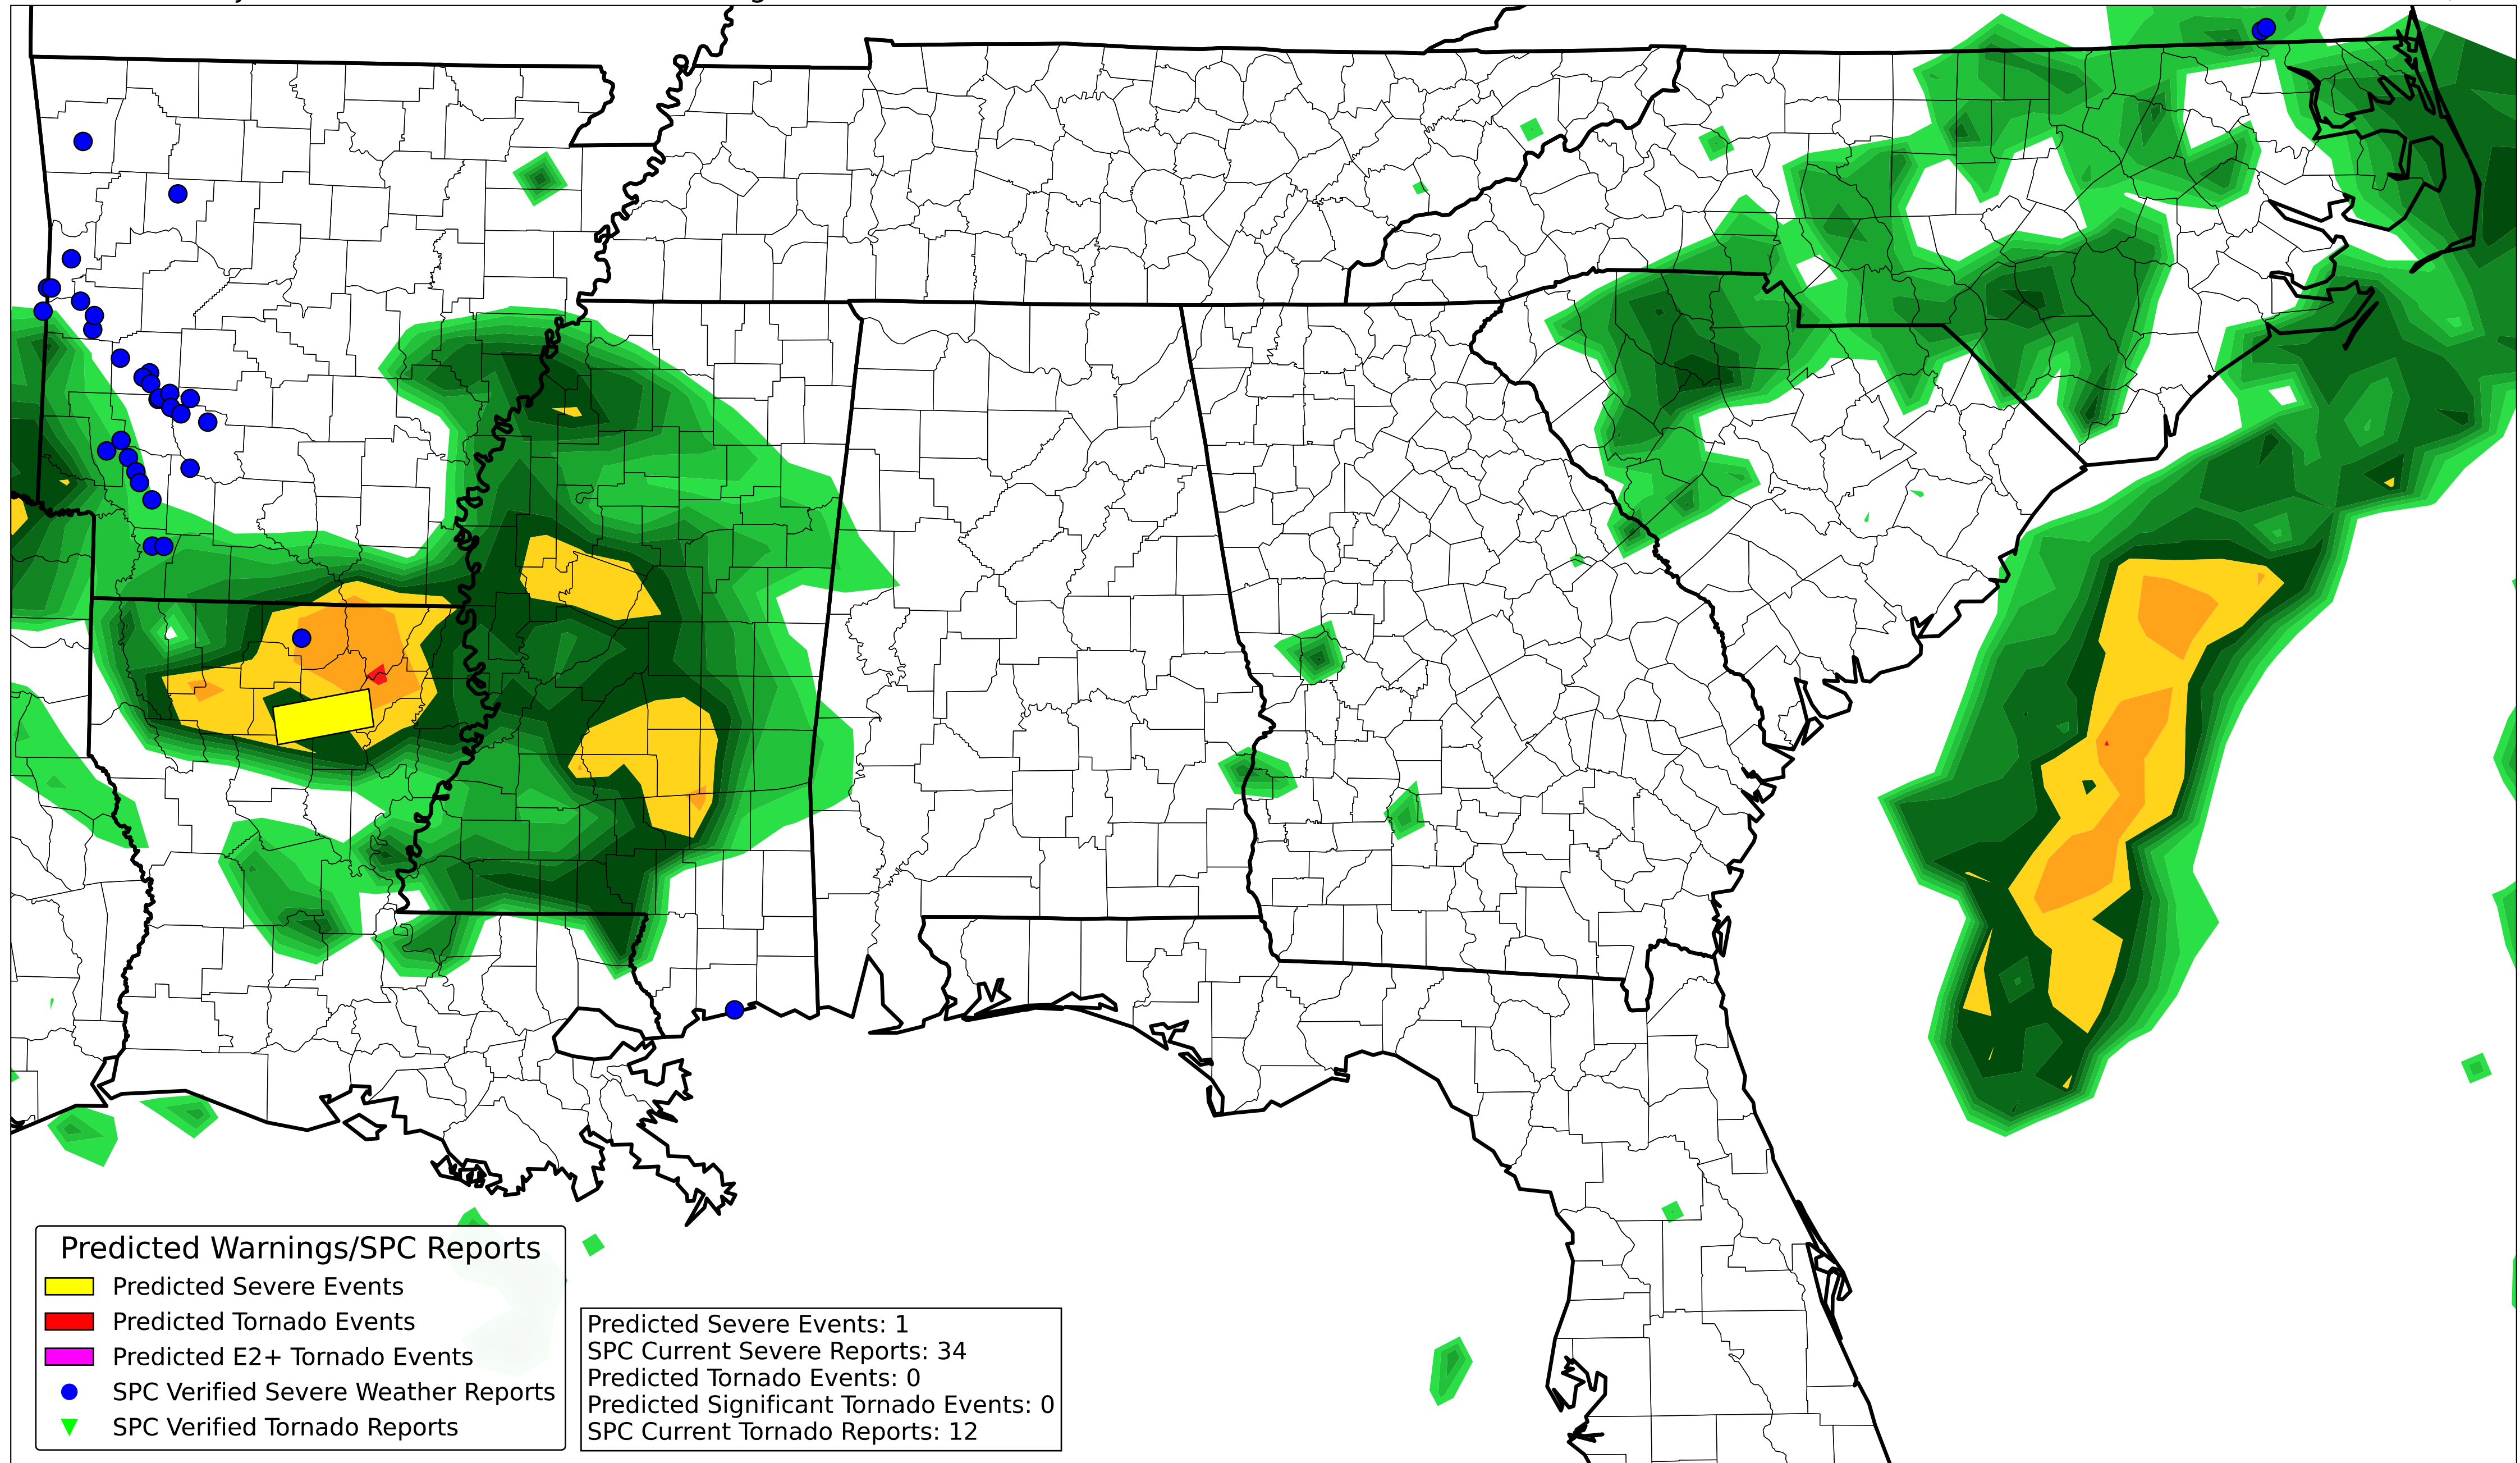 Predicted Warnings/SPC Reports
Predicted Severe Events
Predicted Tornado Events
Predicted E2+ Tornado Events
SPC Verified Severe Weather Reports
SPC Verified Tornado Reports
Predicted Severe Events: 1
SPC Current Severe Reports: 34
Predicted Tornado Events: 0
Predicted Significant Tornado Events: 0
SPC Current Tornado Reports: 12